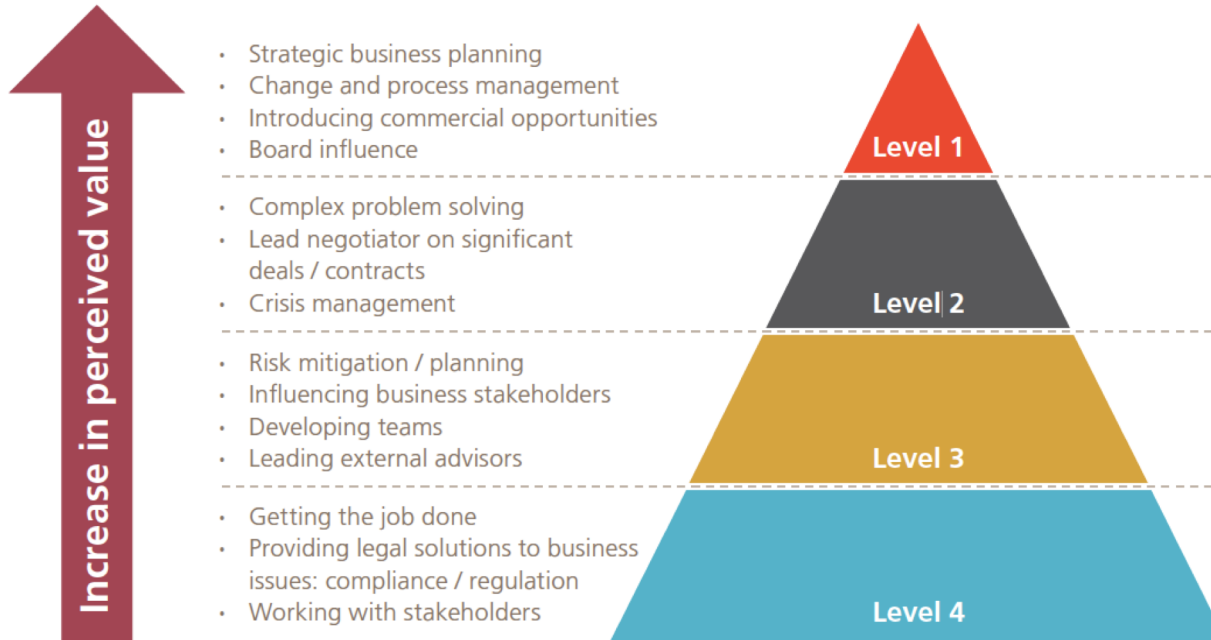 Increase in perceived value
• Strategic business planning
• Change and process management
• Introducing commercial opportunities
• Board influence
Level 1
• Complex problem solving
• Lead negotiator on significant
deals / contracts
• Crisis management
Level 2
• Risk mitigation / planning
• Influencing business stakeholders
• Developing teams
• Leading external advisors
Level 3
• Getting the job done
• Providing legal solutions to business
issues: compliance / regulation
• Working with stakeholders
Level 4